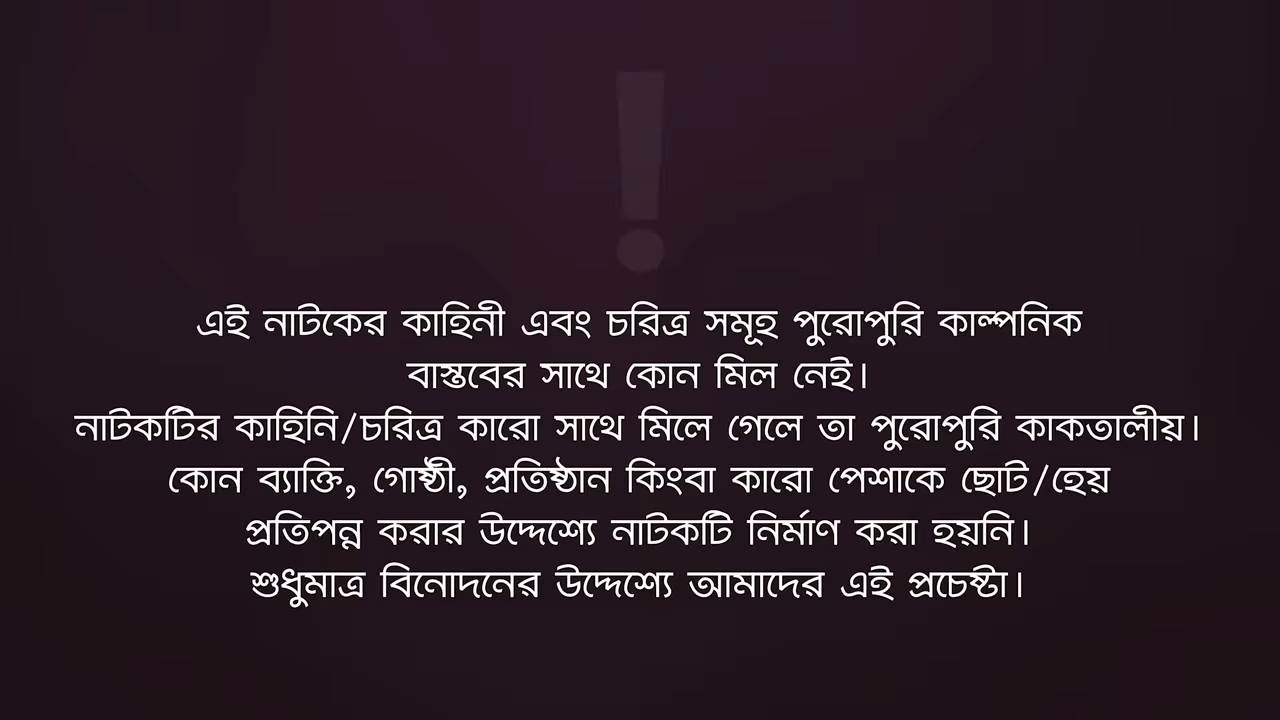 এই নাটকের কাহিনী এবং চরিত্র সমূহ পুরোপুরি কাল্পনিক
বাস্তবের সাথে কোন মিল নেই।
নাটকটির কাহিনি/চরিত্র কারো সাথে মিলে গেলে তা পুরোপুরি কাকতালীয়।
কোন ব্যাক্তি, গোষ্ঠী, প্রতিষ্ঠান কিংবা কারো পেশাকে ছোট/হেয়
প্রতিপন্ন করার উদ্দেশ্যে নাটকটি নির্মাণ করা হয়নি।
শুধুমাত্র বিনোদনের উদ্দেশ্যে আমাদের এই প্রচেষ্টা।